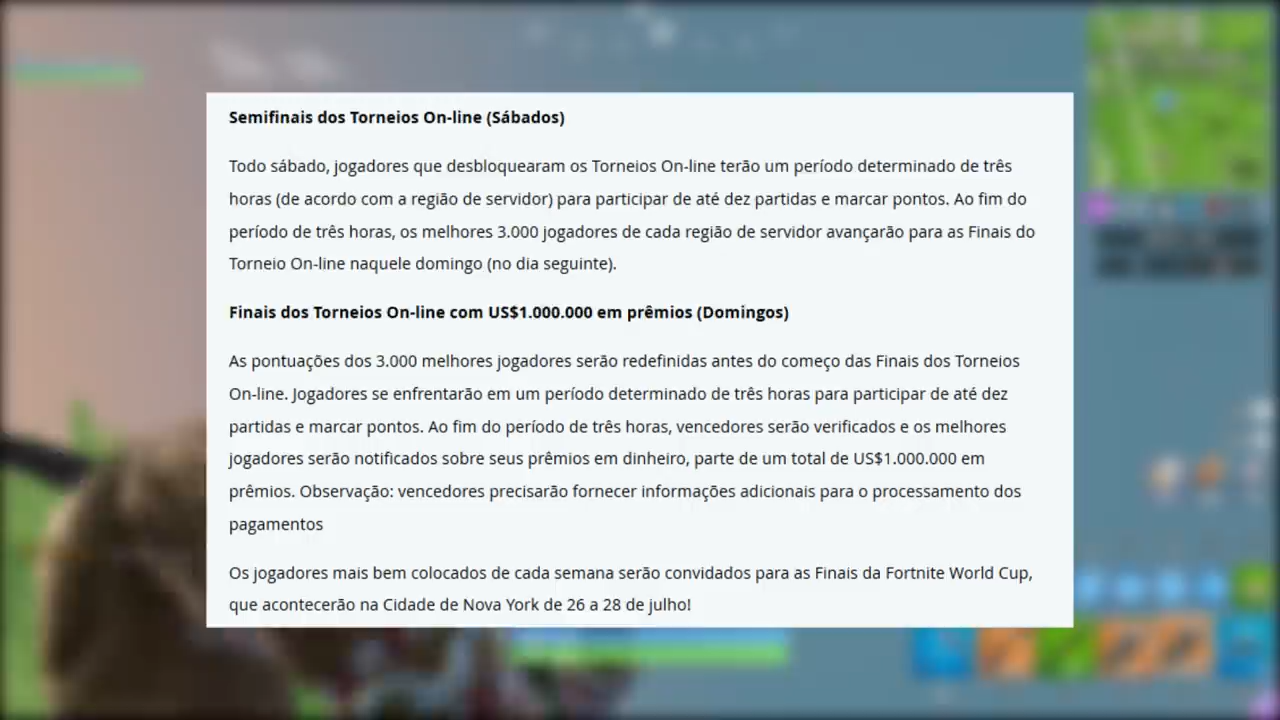 Semifinais dos Torneios On-line (Sábados)
Todo sábado, jogadores que desbloquearam os Torneios On-line terão um período determinado de três
horas (de acordo com a região de servidor) para participar de até dez partidas e marcar pontos. Ao fim do
período de três horas, os melhores 3.000 jogadores de cada região de servidor avançarão para as Finais do
Torneio On-line naquele domingo (no dia seguinte).
Finais dos Torneios On-line com US$1.000.000 em prêmios (Domingos)
As pontuações dos 3.000 melhores jogadores serão redefinidas antes do começo das Finais dos Torneios
On-line. Jogadores se enfrentarão em um período determinado de três horas para participar de até dez
partidas e marcar pontos. Ao fim do período de três horas, vencedores serão verificados e os melhores
jogadores serão notificados sobre seus prêmios em dinheiro, parte de um total de US$1.000.000 em
prêmios. Observação: vencedores precisarão fornecer informações adicionais para o processamento dos
pagamentos
Os jogadores mais bem colocados de cada semana serão convidados para as Finais da Fortnite World Cup,
que acontecerão na Cidade de Nova York de 26 a 28 de julho!